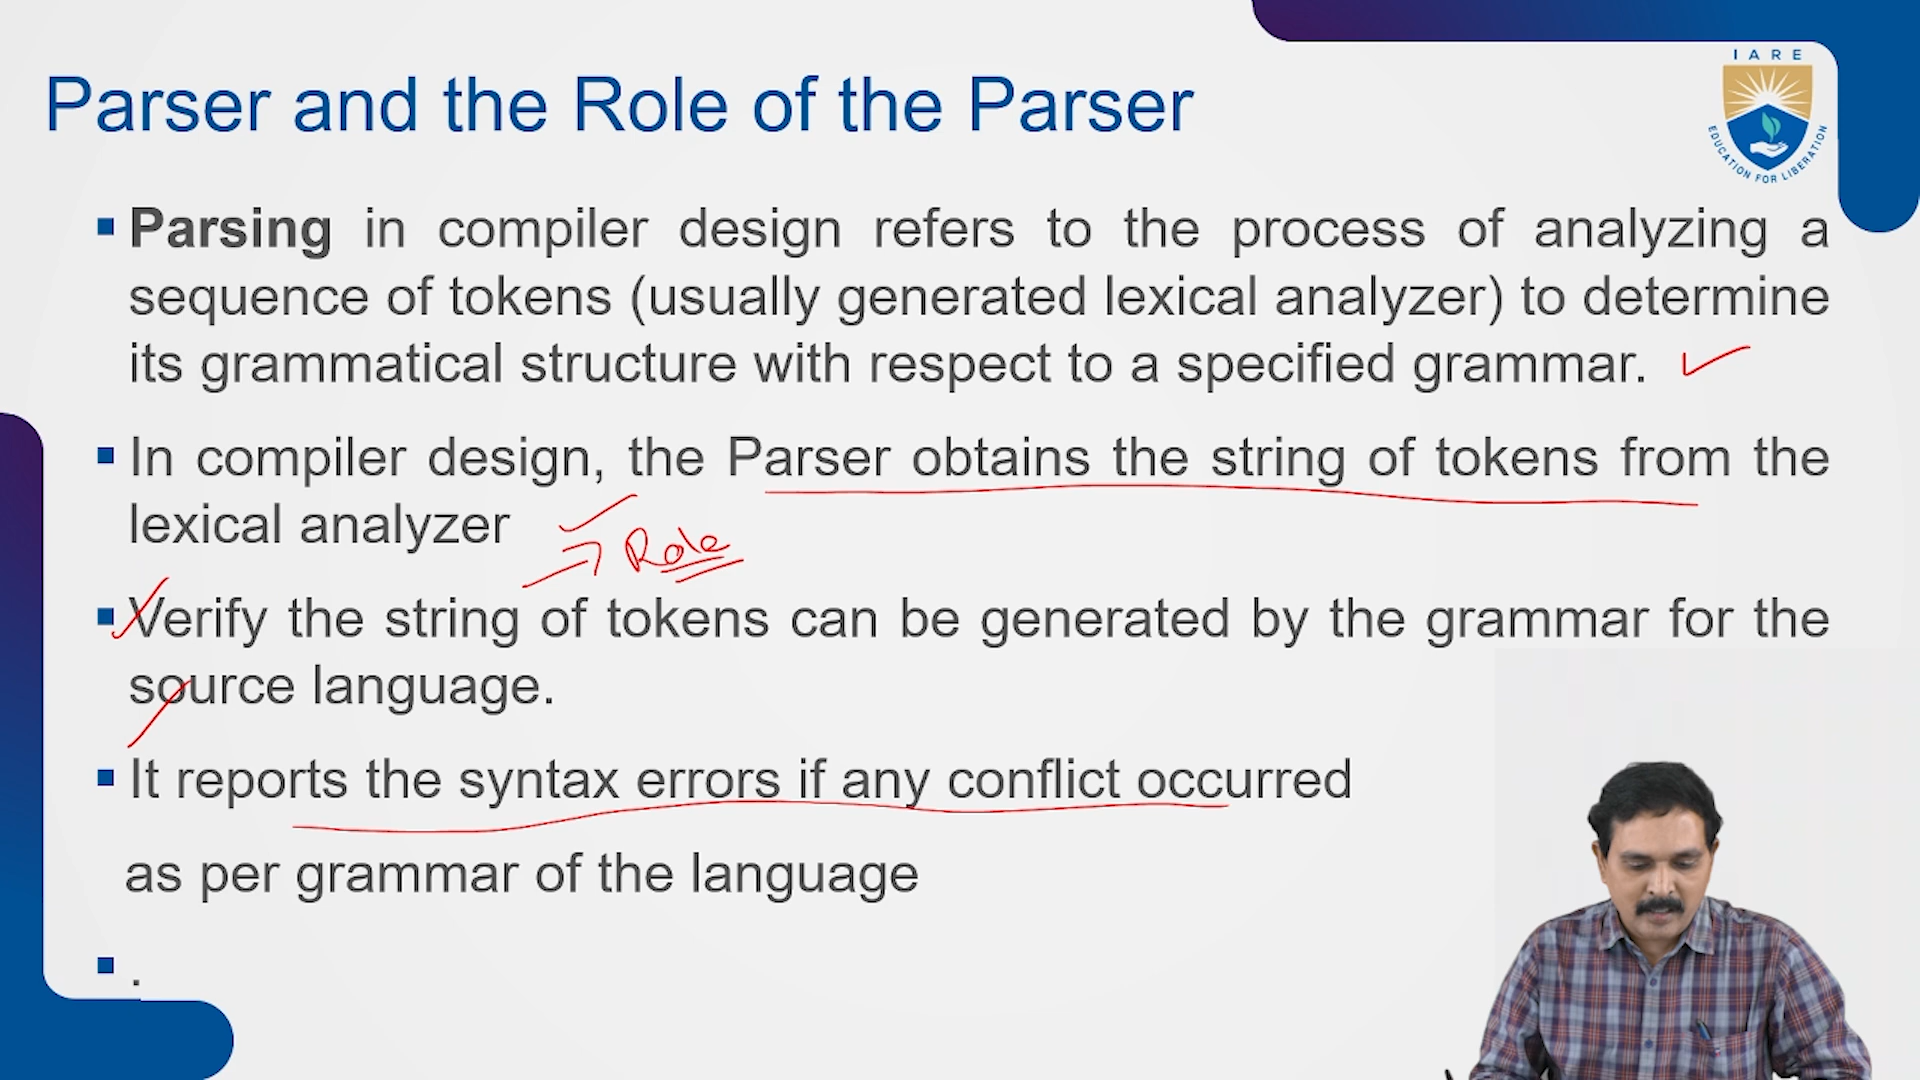 IARE
EDUCATION FOR LIBERATION
Parser and the Role of the Parser
Parsing in compiler design refers to the process of analyzing a
sequence of tokens (usually generated lexical analyzer) to determine
its grammatical structure with respect to a specified grammar.
In compiler design, the Parser obtains the string of tokens from the
lexical analyzer
Role
Verify the string of tokens can be generated by the grammar for the
source language.
It reports the syntax errors if any conflict occurred
as per grammar of the language
.